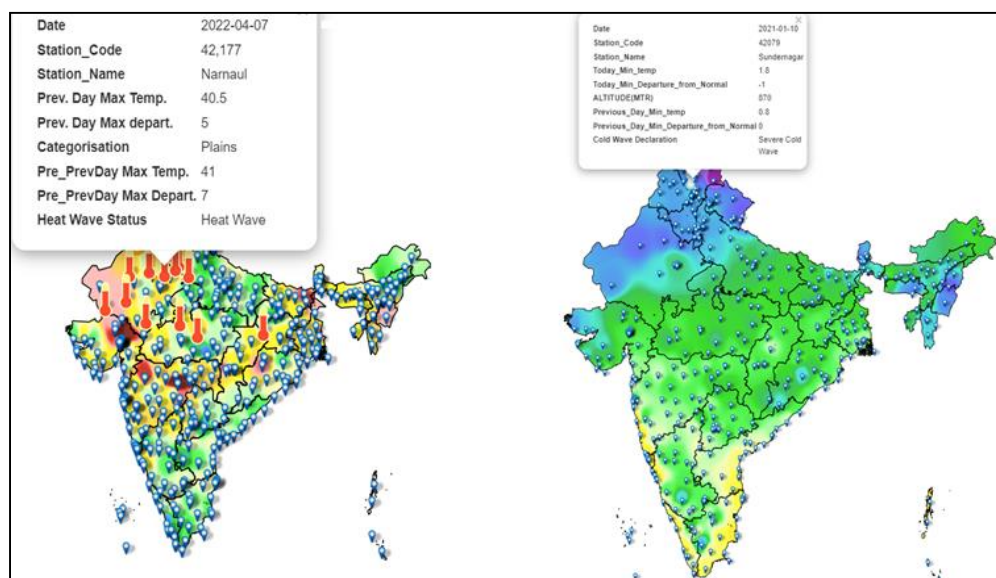 Date 2022-04-07
Station_Code 42,177
Station_Name Narnaul
Prev. Day Max Temp. 40.5
Prev. Day Max depart. 5
Categorisation Plains
Pre_PrevDay Max Temp. 41
Pre_PrevDay Max Depart. 7
Heat Wave Status Heat Wave
Date 2021-01-10
Station_Code 42079
Station_Name Sundernagar
Today_Min_temp 1.8
Today_Min_Departure_from_Normal -1
ALTITUDE(MTR) 870
Previous_Day_Min_temp 0.8
Previous_Day_Min_Departure_from_Normal 0
Cold Wave Declaration Severe Cold
Wave